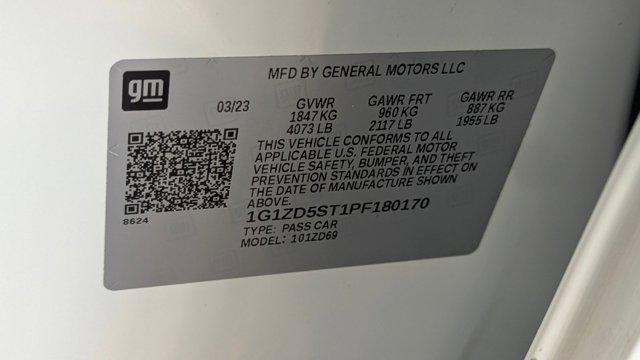 gm
MFD BY GENERAL MOTORS LLC
03/23 GVWR GAWR FRT GAWR RR
1847 KG 960 KG 887 KG
4073 LB 2117 LB 1955 LB
THIS VEHICLE CONFORMS TO ALL
APPLICABLE U.S. FEDERAL MOTOR
VEHICLE SAFETY, BUMPER, AND THEFT
PREVENTION STANDARDS IN EFFECT ON
THE DATE OF MANUFACTURE SHOWN
ABOVE.
8624
1G1ZD5ST1PF180170
TYPE: PASS CAR
MODEL: 101ZD69